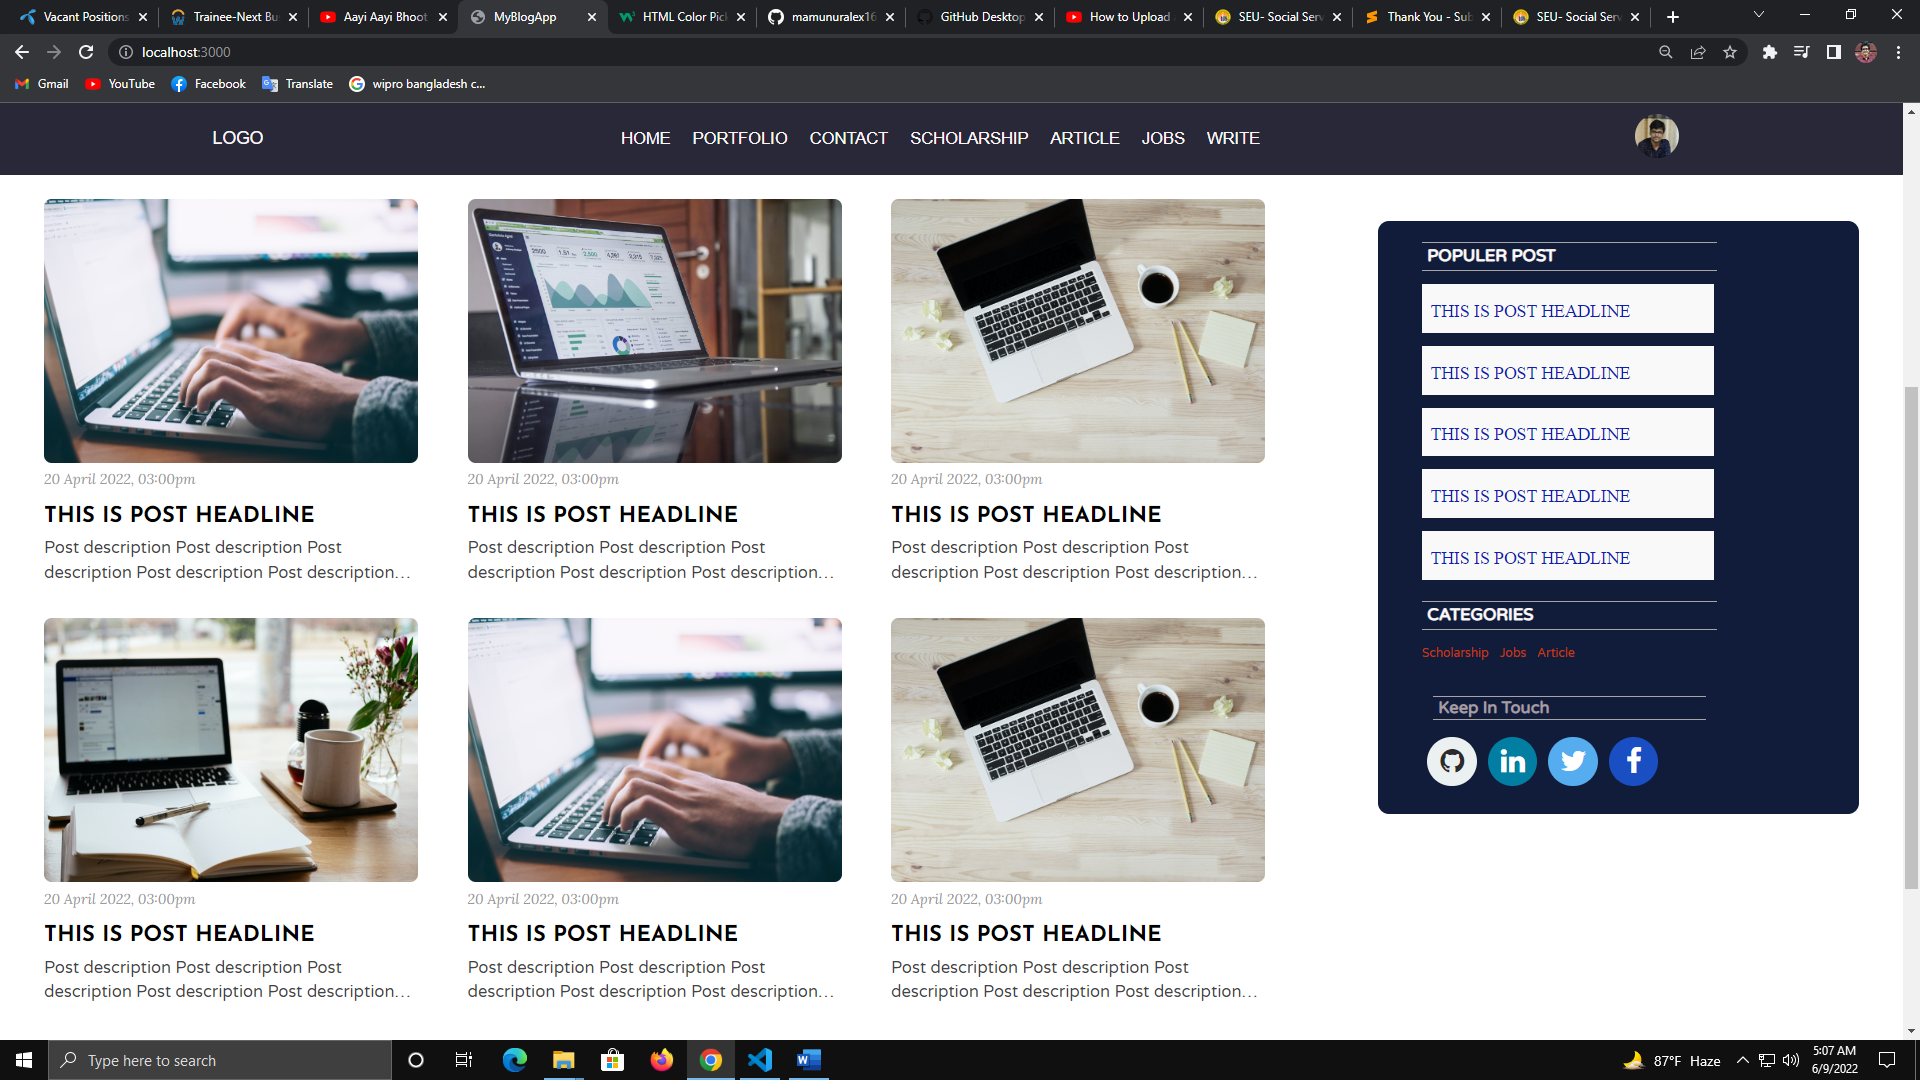 Vacant Positions
Trainee-Next Bu
Aayi Aayi Bhoot
MyBlogApp
HTML Color Pic
mamunuralex16
GitHub Desktop
How to Upload
SEU- Social Serv
Thank You - Sub
SEU- Social Serv
localhost:3000
Gmail
YouTube
Facebook
Translate
wipro bangladesh c...
LOGO
HOME
PORTFOLIO
CONTACT
SCHOLARSHIP
ARTICLE
JOBS
WRITE
20 April 2022, 03:00pm
THIS IS POST HEADLINE
Post description Post description Post
description Post description Post description...
20 April 2022, 03:00pm
THIS IS POST HEADLINE
Post description Post description Post
description Post description Post description...
20 April 2022, 03:00pm
THIS IS POST HEADLINE
Post description Post description Post
description Post description Post description...
20 April 2022, 03:00pm
THIS IS POST HEADLINE
Post description Post description Post
description Post description Post description...
20 April 2022, 03:00pm
THIS IS POST HEADLINE
Post description Post description Post
description Post description Post description...
20 April 2022, 03:00pm
THIS IS POST HEADLINE
Post description Post description Post
description Post description Post description...
POPULER POST
THIS IS POST HEADLINE
THIS IS POST HEADLINE
THIS IS POST HEADLINE
THIS IS POST HEADLINE
THIS IS POST HEADLINE
CATEGORIES
Scholarship Jobs Article
Keep In Touch
Type here to search
87°F Haze
5:07 AM
6/9/2022